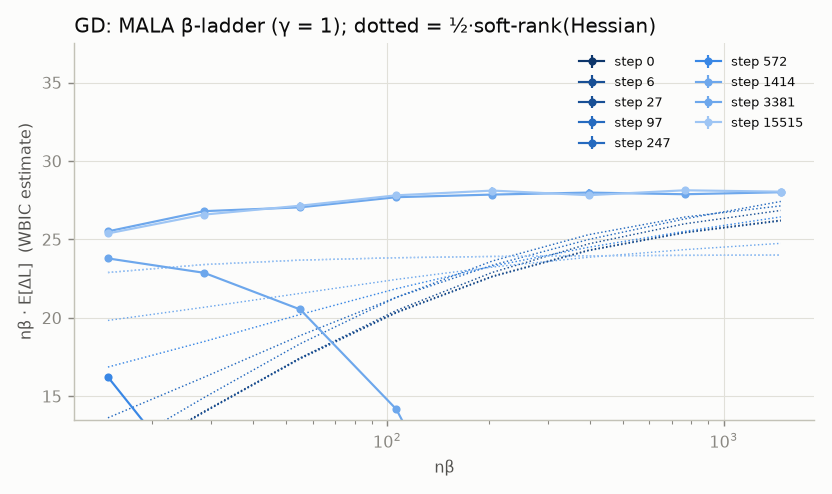 GD: MALA β-ladder (γ = 1); dotted = ½·soft-rank(Hessian)
nβ · E[ΔL] (WBIC estimate)
35
30
25
20
15
step 0
step 6
step 27
step 97
step 247
step 572
step 1414
step 3381
step 15515
10²
10³
nβ